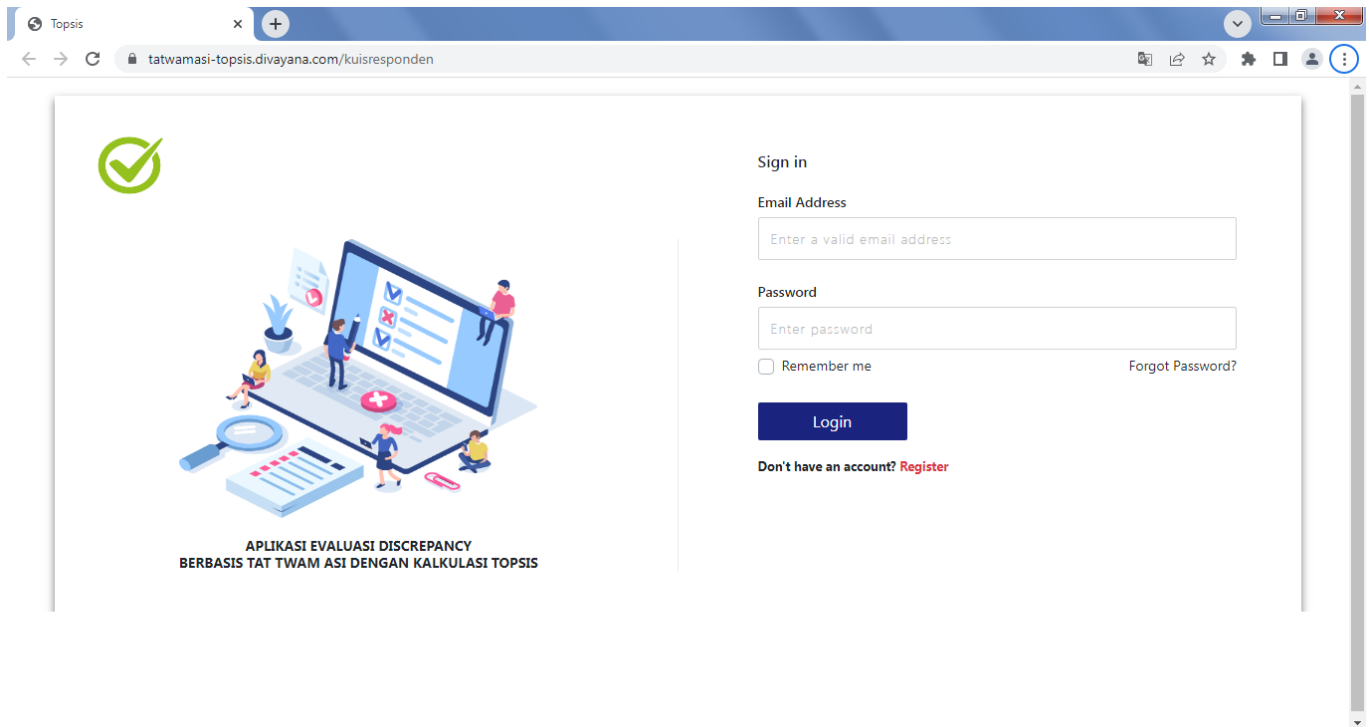 Topsis
tatwamasi-topsis.divayana.com/kuisresponden
APLIKASI EVALUASI DISCREPANCY
BERBASIS TAT TWAM ASI DENGAN KALKULASI TOPSIS
Sign in
Email Address
Enter a valid email address
Password
Enter password
Remember me Forgot Password?
Login
Don't have an account? Register